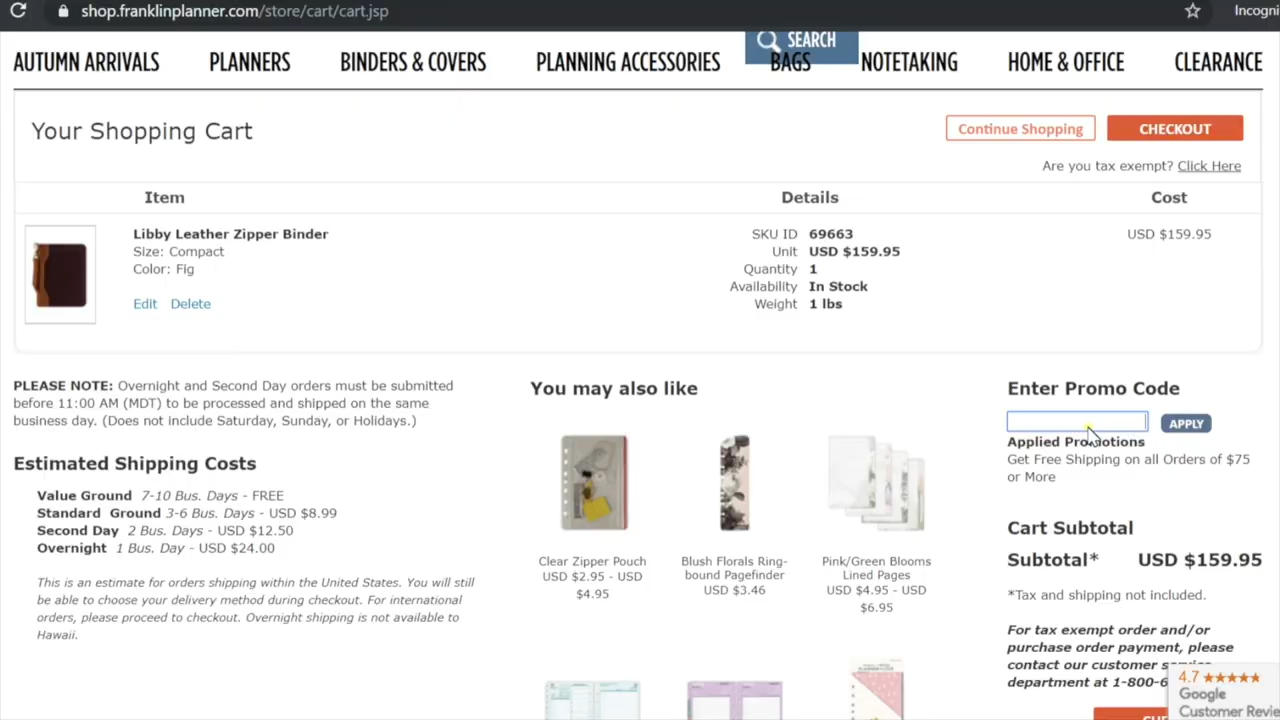 shop.franklinplanner.com/store/cart/cart.jsp
Incogni
SEARCH
AUTUMN ARRIVALS PLANNERS BINDERS & COVERS PLANNING ACCESSORIES BAGS NOTETAKING HOME & OFFICE CLEARANCE
Your Shopping Cart
Continue Shopping
CHECKOUT
Are you tax exempt? Click Here
Item Details Cost
Libby Leather Zipper Binder
Size: Compact
Color: Fig
Edit Delete
SKU ID 69663
Unit USD $159.95
Quantity 1
Availability In Stock
Weight 1 lbs
USD $159.95
PLEASE NOTE: Overnight and Second Day orders must be submitted
before 11:00 AM (MDT) to be processed and shipped on the same
business day. (Does not include Saturday, Sunday, or Holidays.)
Estimated Shipping Costs
Value Ground 7-10 Bus. Days - FREE
Standard Ground 3-6 Bus. Days - USD $8.99
Second Day 2 Bus. Days - USD $12.50
Overnight 1 Bus. Day - USD $24.00
This is an estimate for orders shipping within the United States. You will still
be able to choose your delivery method during checkout. For international
orders, please proceed to checkout. Overnight shipping is not available to
Hawaii.
You may also like
Clear Zipper Pouch
USD $2.95 - USD
$4.95
Blush Florals Ring-
bound Pagefinder
USD $3.46
Pink/Green Blooms
Lined Pages
USD $4.95 - USD
$6.95
Enter Promo Code
APPLY
Applied Promotions
Get Free Shipping on all Orders of $75
or More
Cart Subtotal
Subtotal* USD $159.95
*Tax and shipping not included.
For tax exempt order and/or
purchase order payment, please
contact our customer service
department at 1-800-6
4.7
Google
Customer Revie